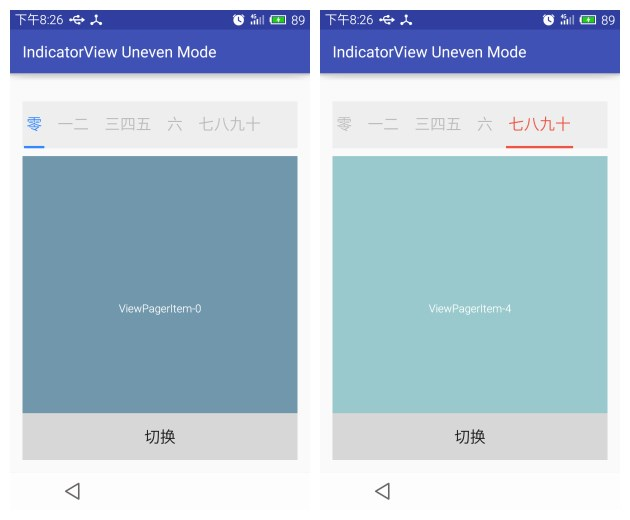 下午8:26 89
IndicatorView Uneven Mode
零 一二 三四五 六 七八九十
ViewPagerItem-0
切换
下午8:26 89
IndicatorView Uneven Mode
零 一二 三四五 六 七八九十
ViewPagerItem-4
切换